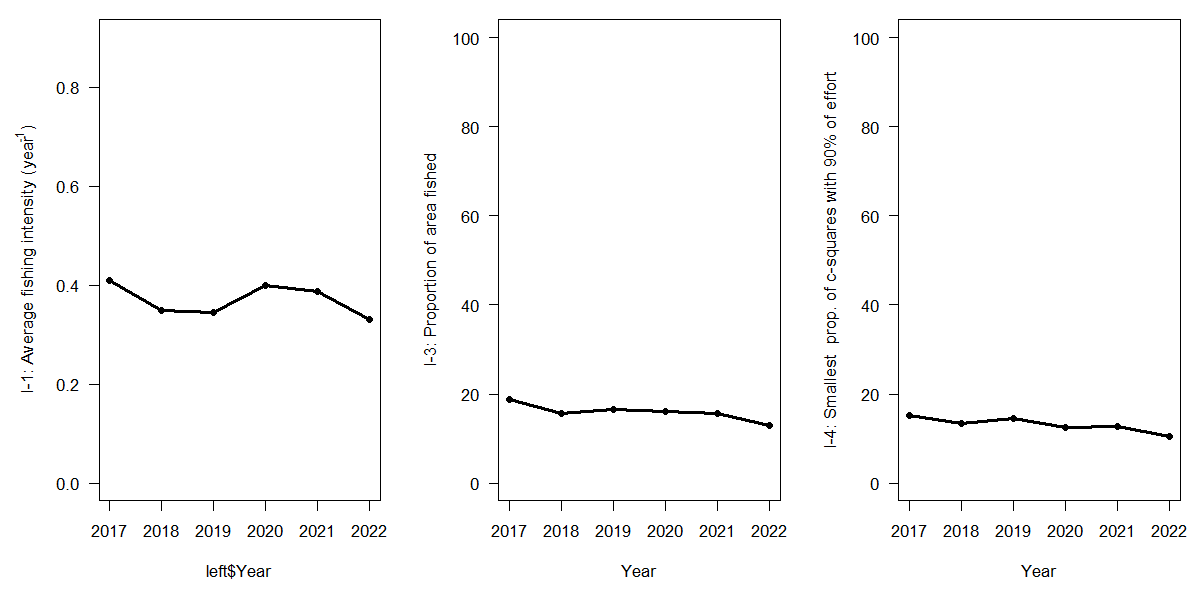 I-1: Average fishing intensity (year-1)
0.8
0.6
0.4
0.2
0.0
2017 2018 2019 2020 2021 2022
left$Year
I-3: Proportion of area fished
100
80
60
40
20
0
2017 2018 2019 2020 2021 2022
Year
I-4: Smallest prop. of c-squares with 90% of effort
100
80
60
40
20
0
2017 2018 2019 2020 2021 2022
Year